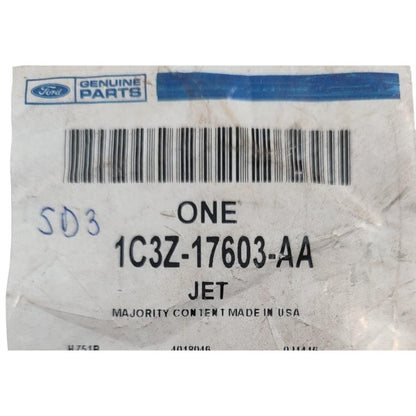 Ford GENUINE PARTS
ONE
SD3
1C3Z-17603-AA
JET
MAJORITY CONTENT MADE IN USA